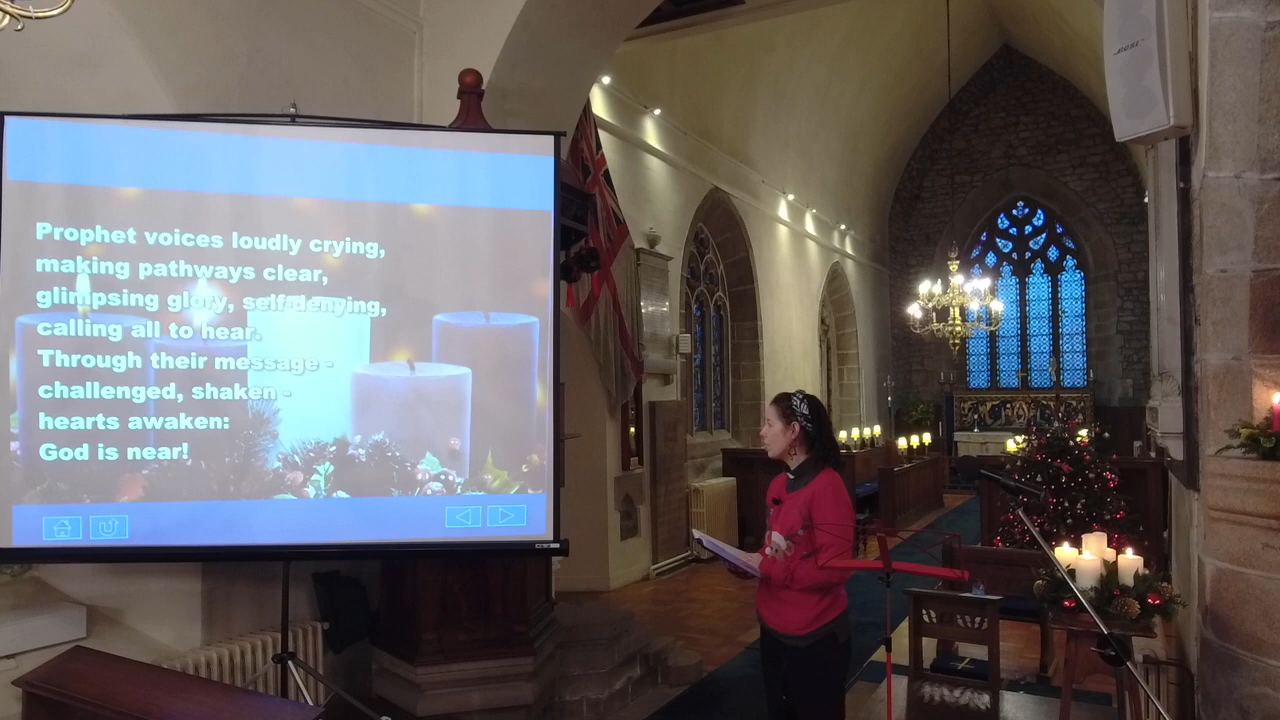 Prophet voices loudly crying,
making pathways clear,
glimpsing glory, self-denying,
calling all to hear.
Through their message -
challenged, shaken -
hearts awaken:
God is near!